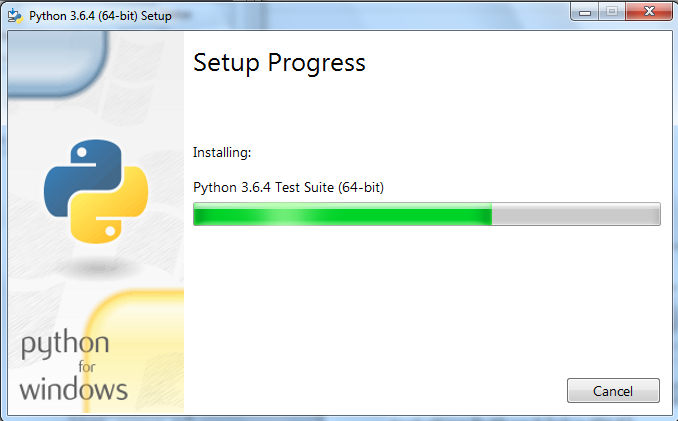 Python 3.6.4 (64-bit) Setup
Setup Progress
Installing:
Python 3.6.4 Test Suite (64-bit)
python
for
windows
Cancel